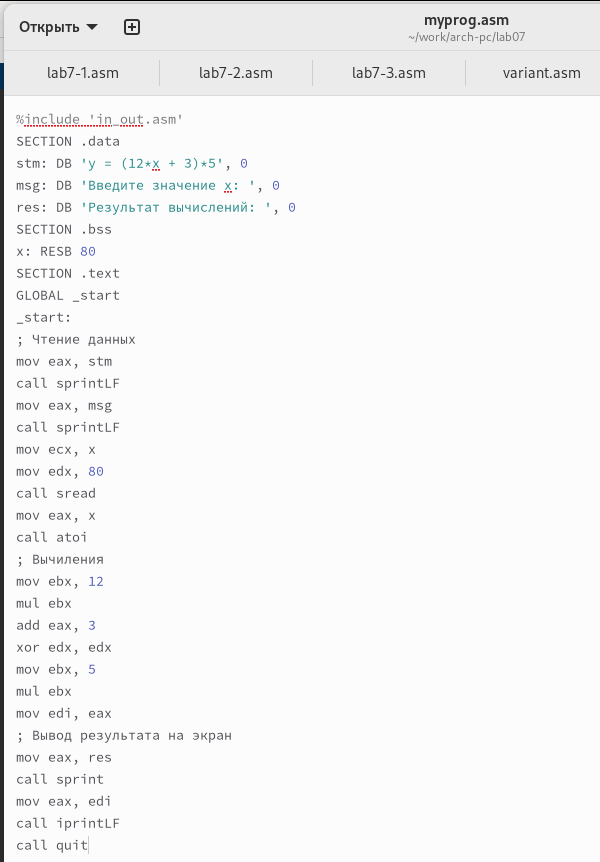 Открыть
myprog.asm
~/work/arch-pc/lab07
lab7-1.asm lab7-2.asm lab7-3.asm variant.asm
%include 'in_out.asm'
SECTION .data
stm: DB 'y = (12*x + 3)*5', 0
msg: DB 'Введите значение x: ', 0
res: DB 'Результат вычислений: ', 0
SECTION .bss
x: RESB 80
SECTION .text
GLOBAL _start
_start:
; Чтение данных
mov eax, stm
call sprintLF
mov eax, msg
call sprintLF
mov ecx, x
mov edx, 80
call sread
mov eax, x
call atoi
; Вычиления
mov ebx, 12
mul ebx
add eax, 3
xor edx, edx
mov ebx, 5
mul ebx
mov edi, eax
; Вывод результата на экран
mov eax, res
call sprint
mov eax, edi
call iprintLF
call quit